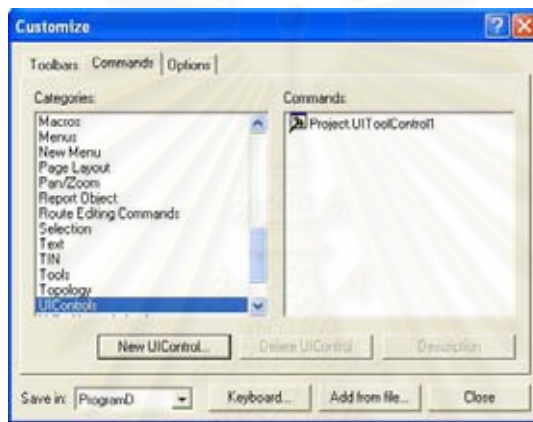 Customize
Toolbars Commands Options
Categories:
Commands:
Macros
Menus
New Menu
Page Layout
Pan/Zoom
Report Object
Route Editing Commands
Selection
Text
TIN
Tools
Topology
UIControls
Project.UIToolControl1
New UIControl...
Delete UIControl
Description
Save in: ProgramD
Keyboard...
Add from file...
Close